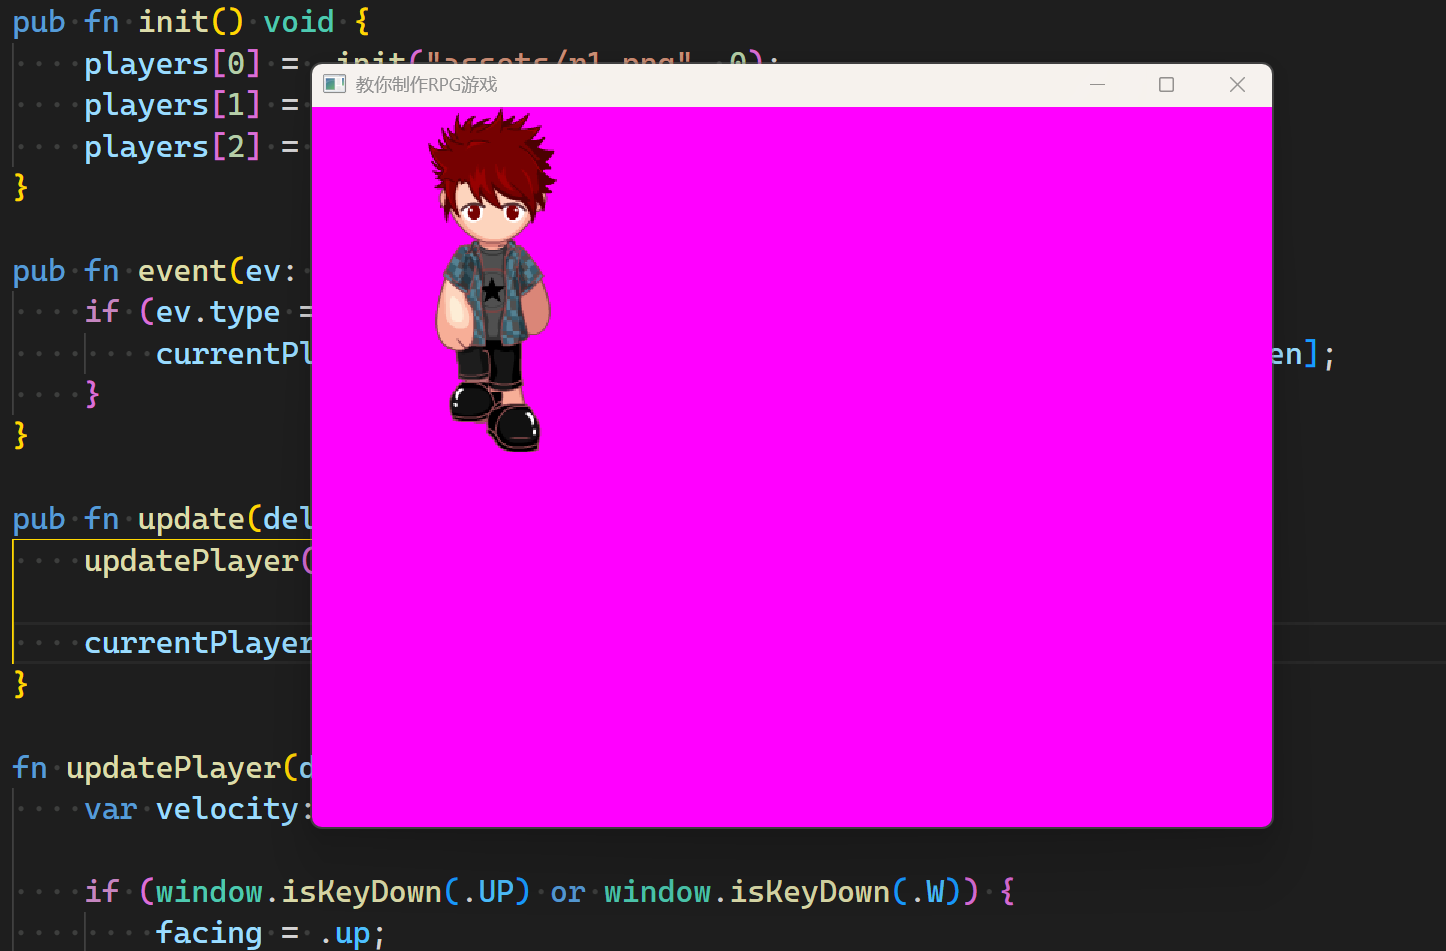 pub fn init() void {
players[0] = .init("assets/r1.png", 0);
教你制作RPG游戏
players[1] =
players[2] =
}
pub fn event(ev:
if (ev.type =
currentPl en];
}
}
pub fn update(del
updatePlayer(
currentPlayer
}
fn updatePlayer(d
var velocity:
if (window.isKeyDown(.UP) or window.isKeyDown(.W)) {
facing = .up;